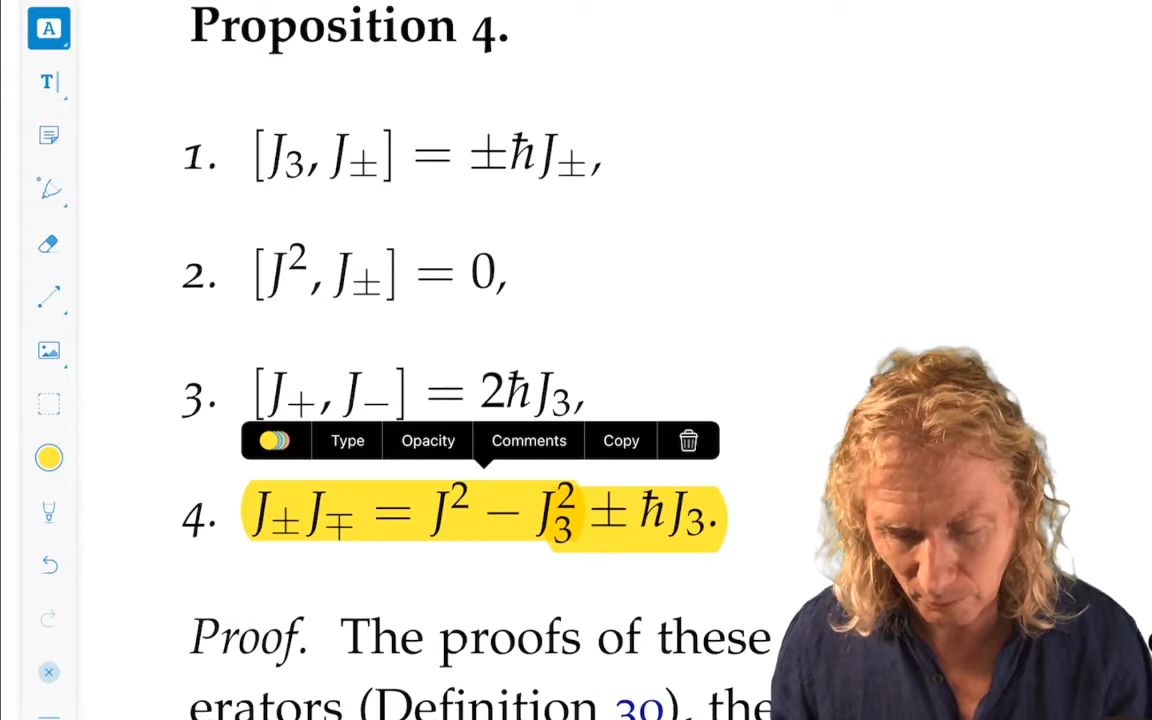 A
T
Proposition 4.
1. [J₃, J±] = ±ħJ±,
2. [J², J±] = 0,
3. [J₊, J₋] = 2ħJ₃,
Type Opacity Comments Copy
4. J±J∓ = J² − J₃² ± ħJ₃.
Proof. The proofs of these
erators (Definition 30), the